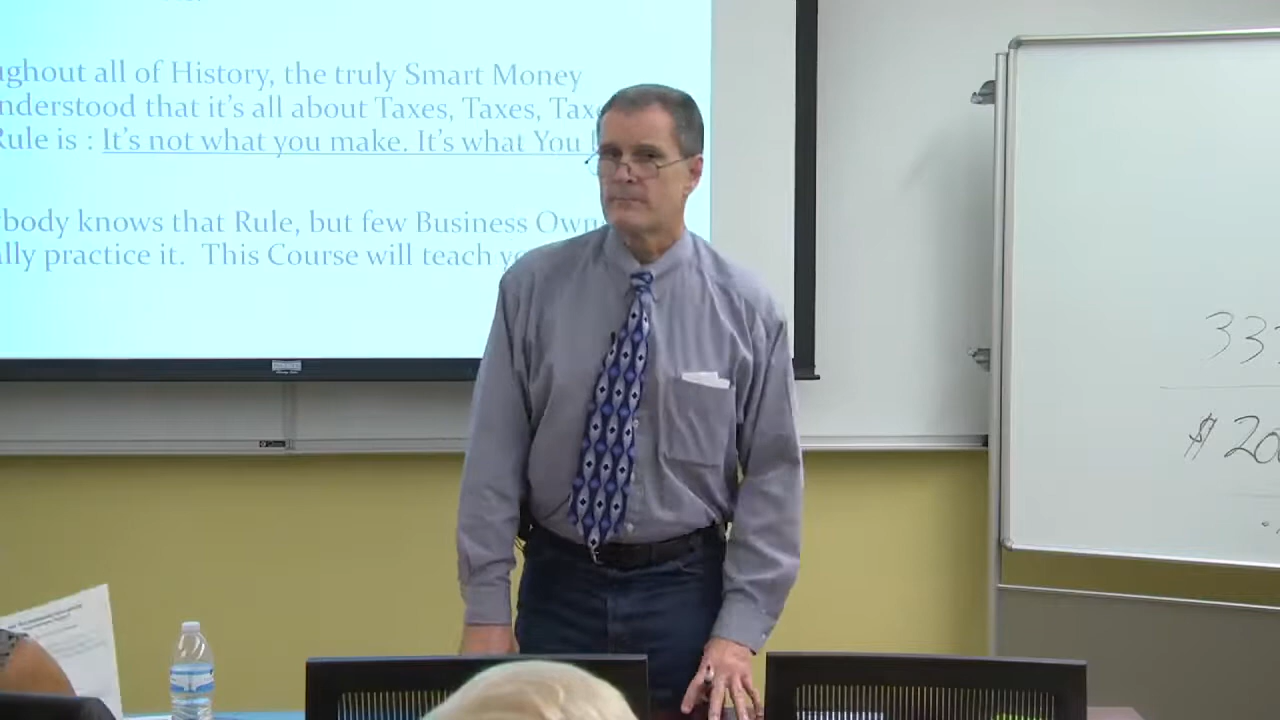 ughout all of History, the truly Smart Money
nderstood that it's all about Taxes, Taxes, Taxe
Rule is : It's not what you make. It's what You
body knows that Rule, but few Business Own
lly practice it. This Course will teach
33
$ 20